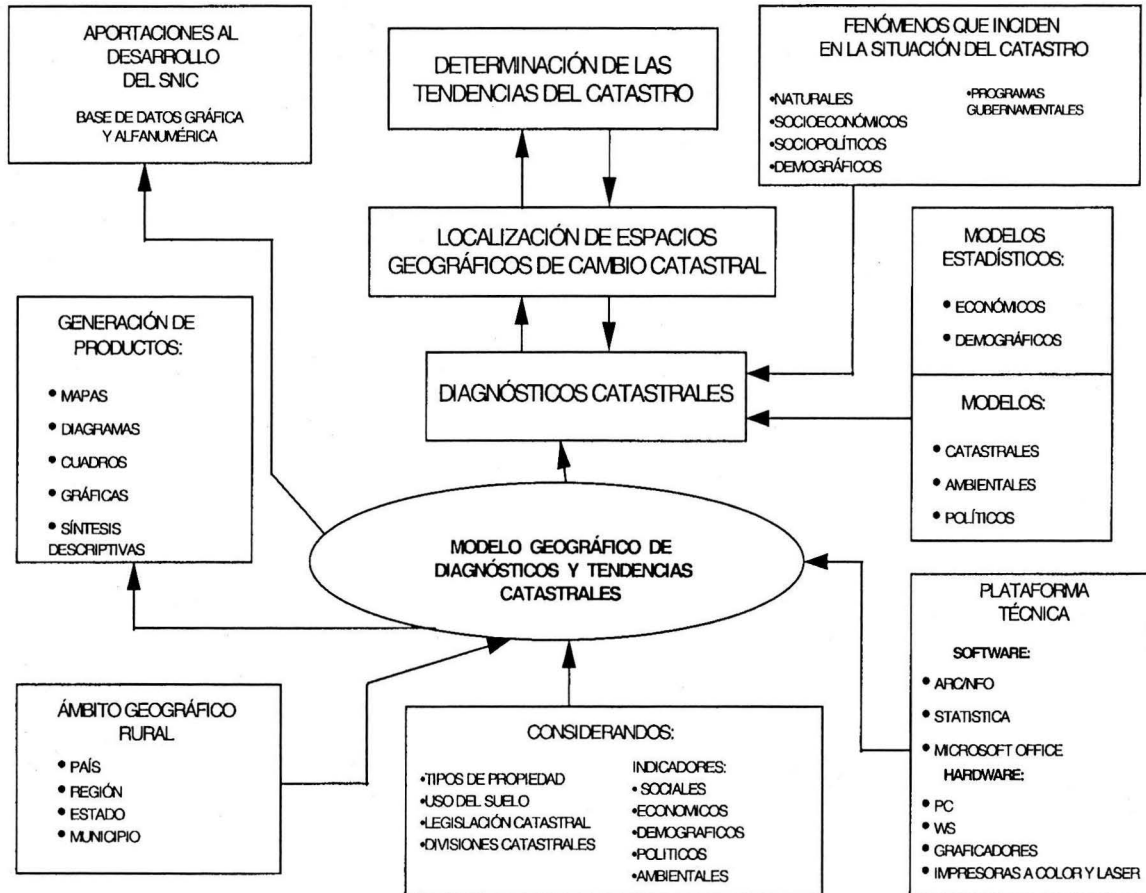 APORTACIONES AL
DESARROLLO
DEL SNIC
BASE DE DATOS GRÁFICA
Y ALFANUMÉRICA
DETERMINACIÓN DE LAS
TENDENCIAS DEL CATASTRO
FENÓMENOS QUE INCIDEN
EN LA SITUACIÓN DEL CATASTRO
•NATURALES
•SOCIOECONÓMICOS
•SOCIOPOLÍTICOS
•DEMOGRÁFICOS
•PROGRAMAS
GUBERNAMENTALES
LOCALIZACIÓN DE ESPACIOS
GEOGRÁFICOS DE CAMBIO CATASTRAL
MODELOS
ESTADÍSTICOS:
• ECONÓMICOS
• DEMOGRÁFICOS
GENERACIÓN DE
PRODUCTOS:
• MAPAS
• DIAGRAMAS
• CUADROS
• GRÁFICAS
• SÍNTESIS
DESCRIPTIVAS
DIAGNÓSTICOS CATASTRALES
MODELOS:
• CATASTRALES
• AMBIENTALES
• POLÍTICOS
MODELO GEOGRÁFICO DE
DIAGNÓSTICOS Y TENDENCIAS
CATASTRALES
PLATAFORMA
TÉCNICA
SOFTWARE:
• ARC/NFO
• STATISTICA
• MICROSOFT OFFICE
HARDWARE:
• PC
• WS
• GRAFICADORES
• IMPRESORAS A COLOR Y LASER
ÁMBITO GEOGRÁFICO
RURAL
• PAÍS
• REGIÓN
• ESTADO
• MUNICIPIO
CONSIDERANDOS:
•TIPOS DE PROPIEDAD
•USO DEL SUELO
•LEGISLACIÓN CATASTRAL
•DIVISIONES CATASTRALES
INDICADORES:
• SOCIALES
•ECONOMICOS
•DEMOGRAFICOS
•POLITICOS
•AMBIENTALES